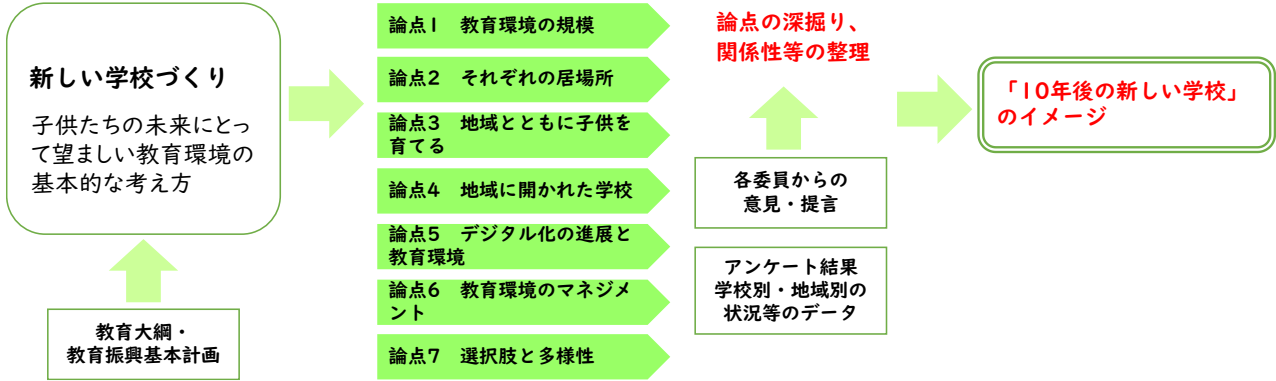 新しい学校づくり
子供たちの未来にとっ
て望ましい教育環境の
基本的な考え方
教育大綱・
教育振興基本計画
論点1　教育環境の規模
論点2　それぞれの居場所
論点3　地域とともに子供を
育てる
論点4　地域に開かれた学校
論点5　デジタル化の進展と
教育環境
論点6　教育環境のマネジメ
ント
論点7　選択肢と多様性
論点の深掘り、
関係性等の整理
各委員からの
意見・提言
アンケート結果
学校別・地域別の
状況等のデータ
「10年後の新しい学校」
のイメージ